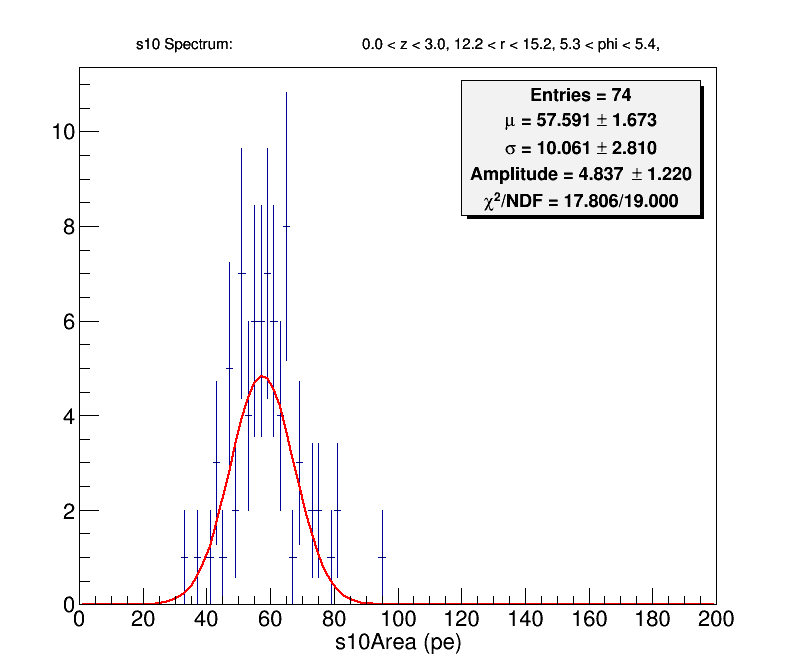 s10 Spectrum: 0.0 < z < 3.0, 12.2 < r < 15.2, 5.3 < phi < 5.4,
Entries = 74
μ = 57.591 ± 1.673
σ = 10.061 ± 2.810
Amplitude = 4.837 ± 1.220
χ²/NDF = 17.806/19.000
10
8
6
4
2
0
0 20 40 60 80 100 120 140 160 180 200
s10Area (pe)